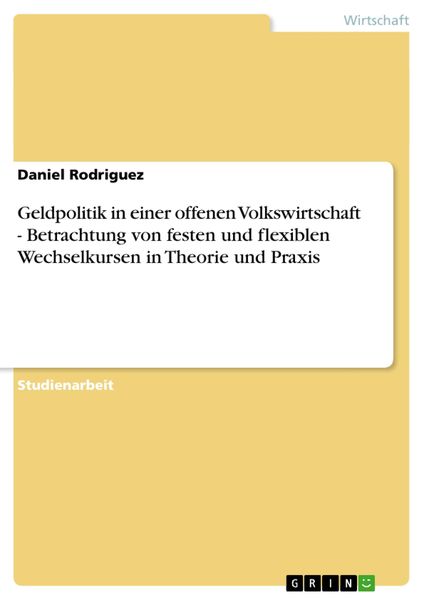 Wirtschaft
Daniel Rodriguez
Geldpolitik in einer offenen Volkswirtschaft
- Betrachtung von festen und flexiblen
Wechselkursen in Theorie und Praxis
Studienarbeit
GRIN